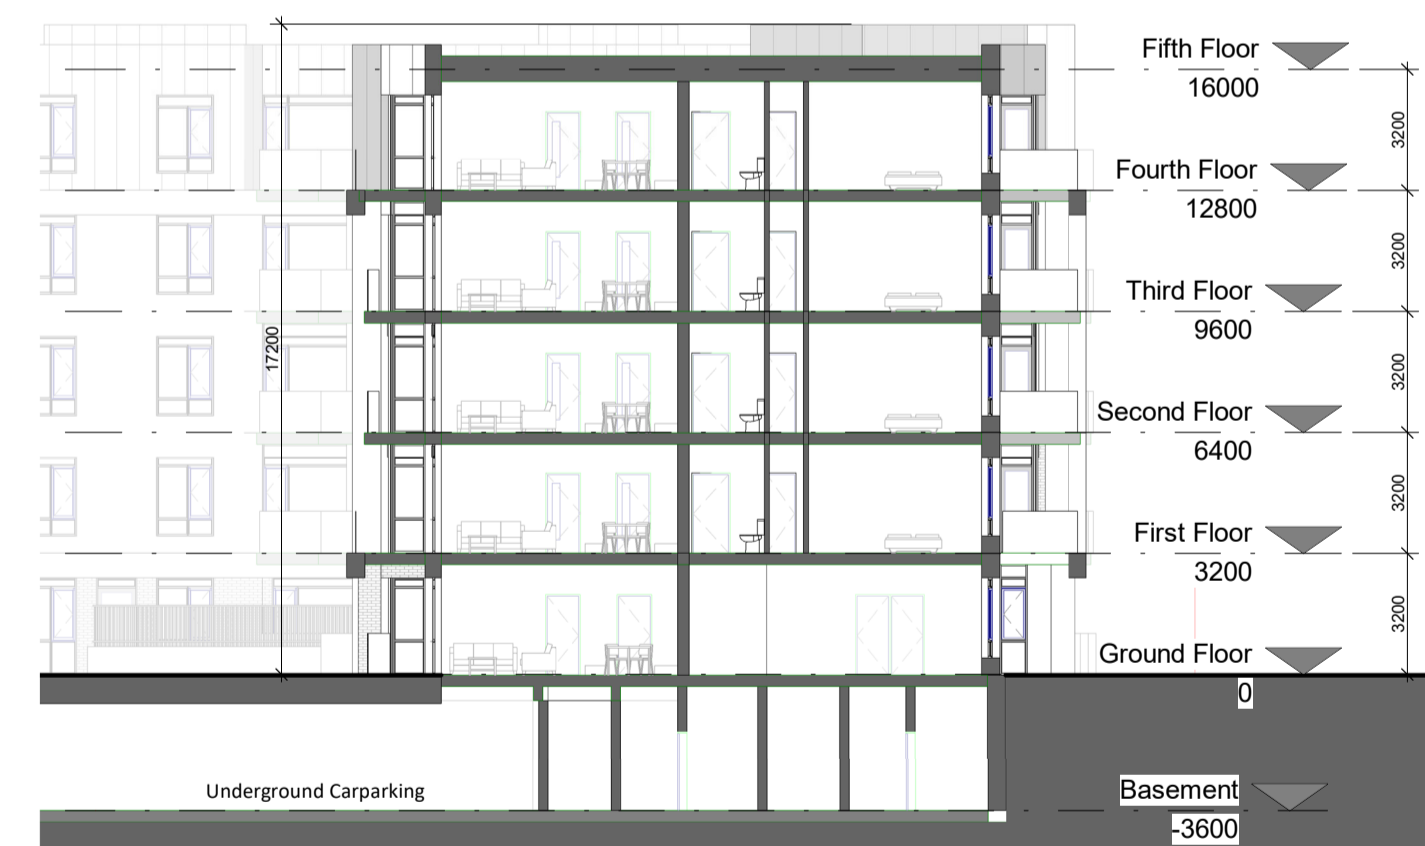 Fifth Floor
16000
3200
Fourth Floor
12800
3200
Third Floor
9600
17200
3200
Second Floor
6400
3200
First Floor
3200
3200
Ground Floor
0
Underground Carparking
Basement
-3600